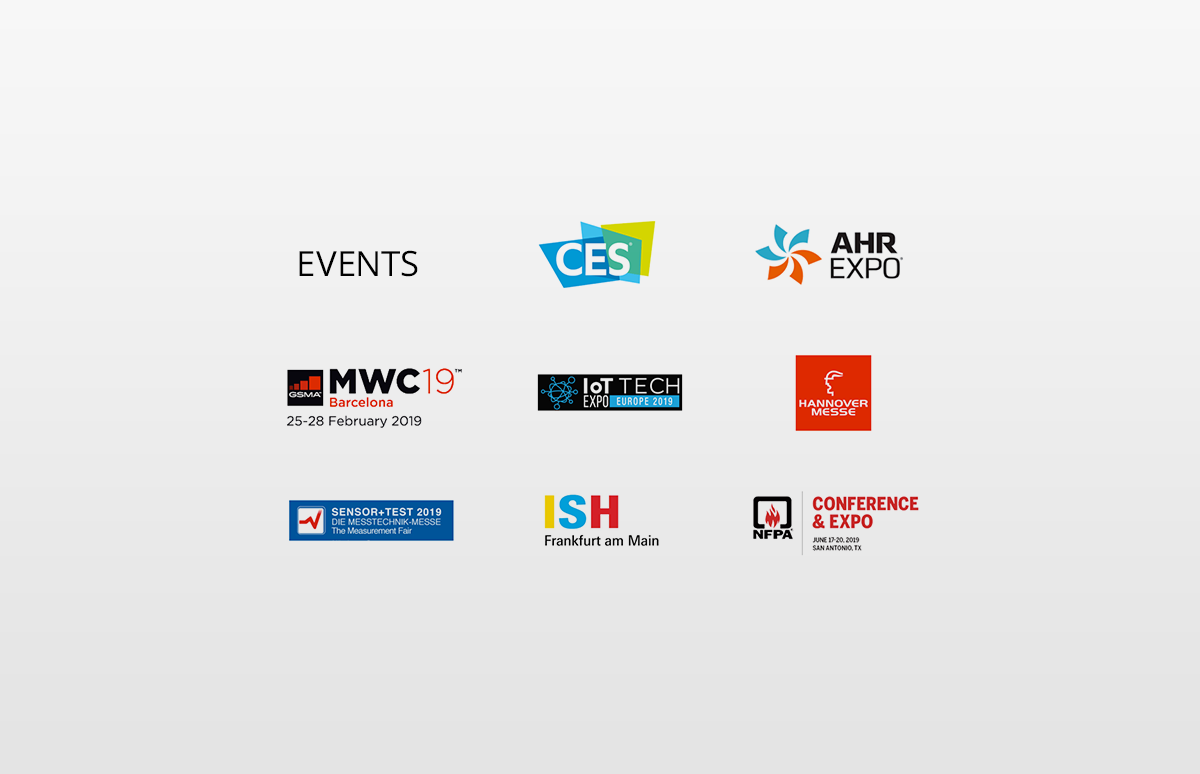 EVENTS
CES®
AHR
EXPO®
GSMA
MWC19™
Barcelona
25-28 February 2019
IoT TECH
EXPO EUROPE 2019
HANNOVER
MESSE
SENSOR+TEST 2019
DIE MESSTECHNIK-MESSE
The Measurement Fair
ISH
Frankfurt am Main
NFPA
CONFERENCE
& EXPO
JUNE 17-20, 2019
SAN ANTONIO, TX